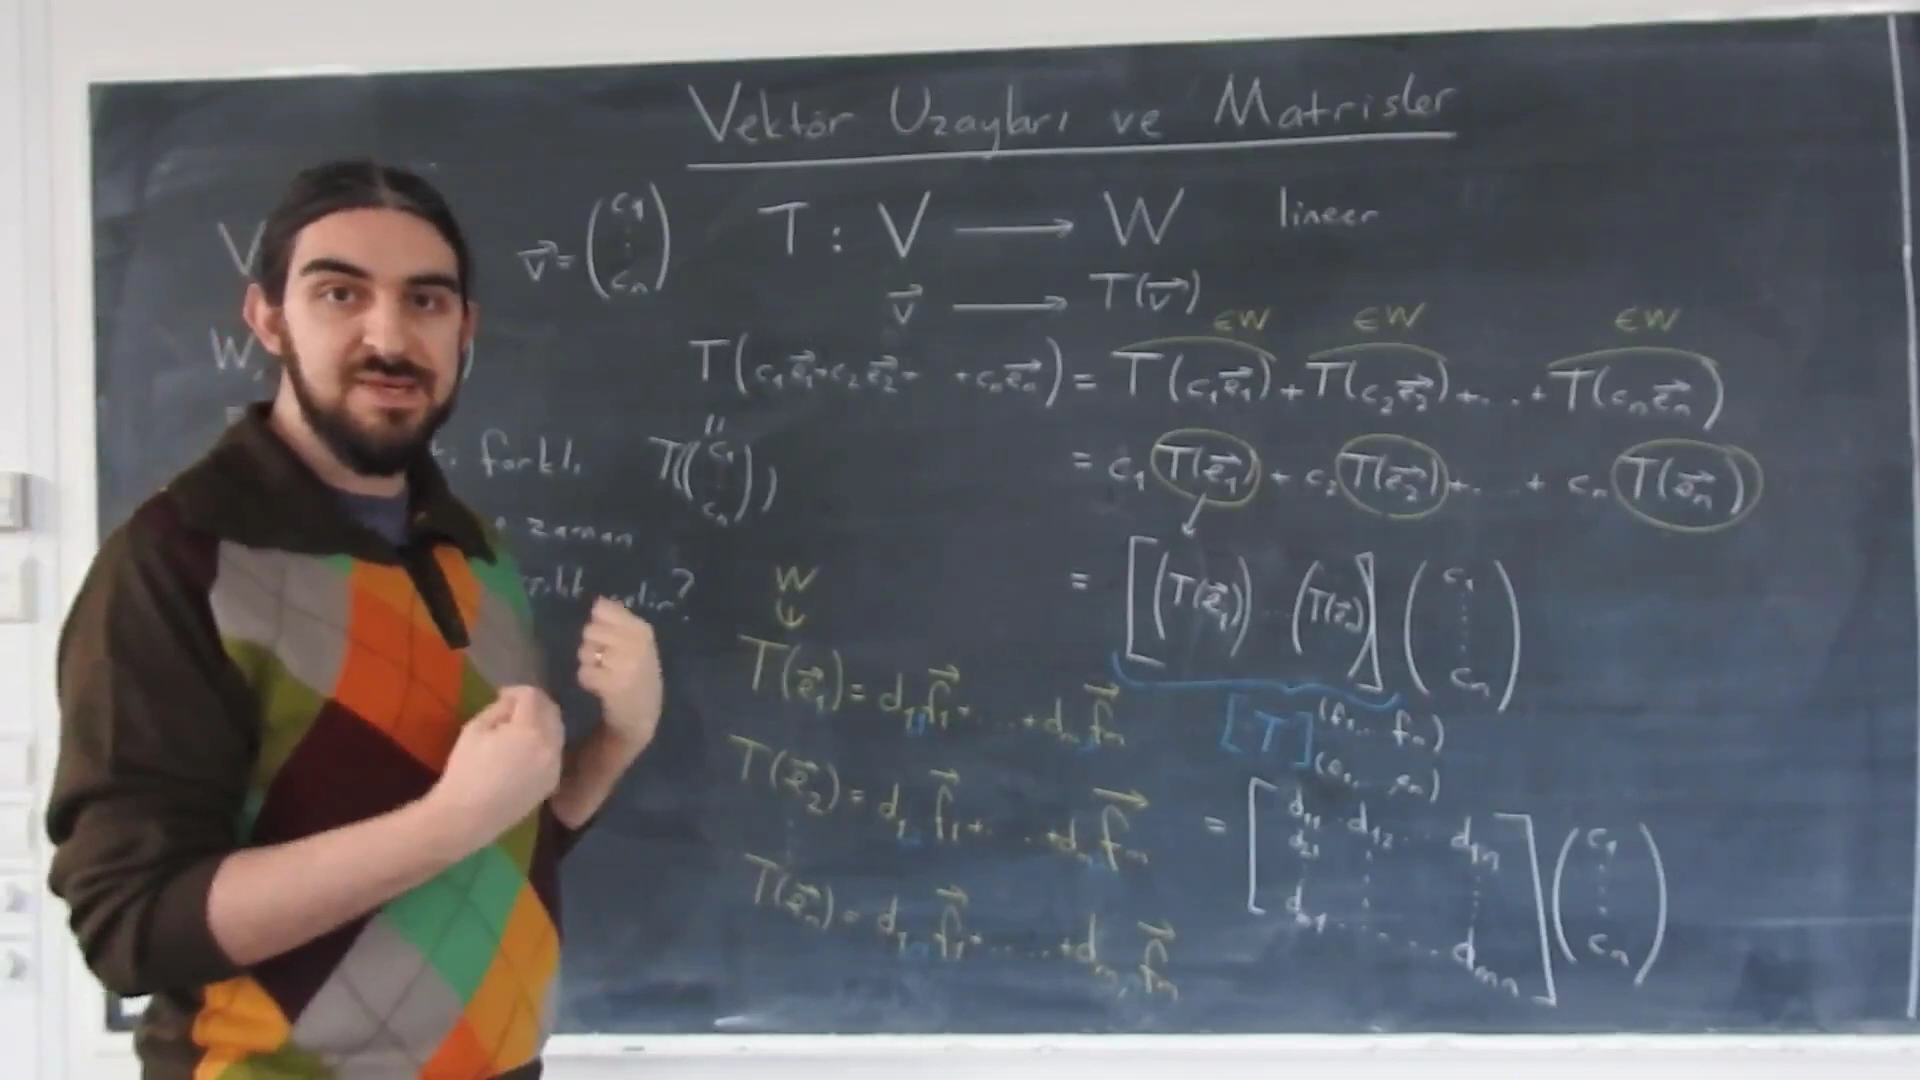 Vektör Uzayları ve Matrisler
V
v⃗ = (c₁ ⋮ cₙ)
T : V ⟶ W lineer
v⃗ ⟶ T(v⃗)
∈W ∈W ∈W
W,
T(c₁e⃗₁+c₂e⃗₂+ +cₙe⃗ₙ) = T(c₁e⃗₁)+T(c₂e⃗₂)+...+T(cₙe⃗ₙ)
farklı T((c₁ ⋮ cₙ))
= c₁T(e⃗₁) + c₂T(e⃗₂)+...+ cₙT(e⃗ₙ)
zaman
= [(T(e⃗₁)) ... (T(e⃗ₙ))] (c₁ ⋮ cₙ)
W
T(e⃗₁) = d₁₁f⃗₁+...+dₘ₁f⃗ₘ
[T] (f₁...fₘ) (e₁...eₙ)
T(e⃗₂) = d₁₂f⃗₁+...+dₘ₂f⃗ₘ
= [d₁₁ d₁₂ ... d₁ₙ d₂₁ ⋮ dₘ₁ ... dₘₙ] (c₁ ⋮ cₙ)
T(e⃗ₙ) = d₁ₙf⃗₁+...+dₘₙf⃗ₘ